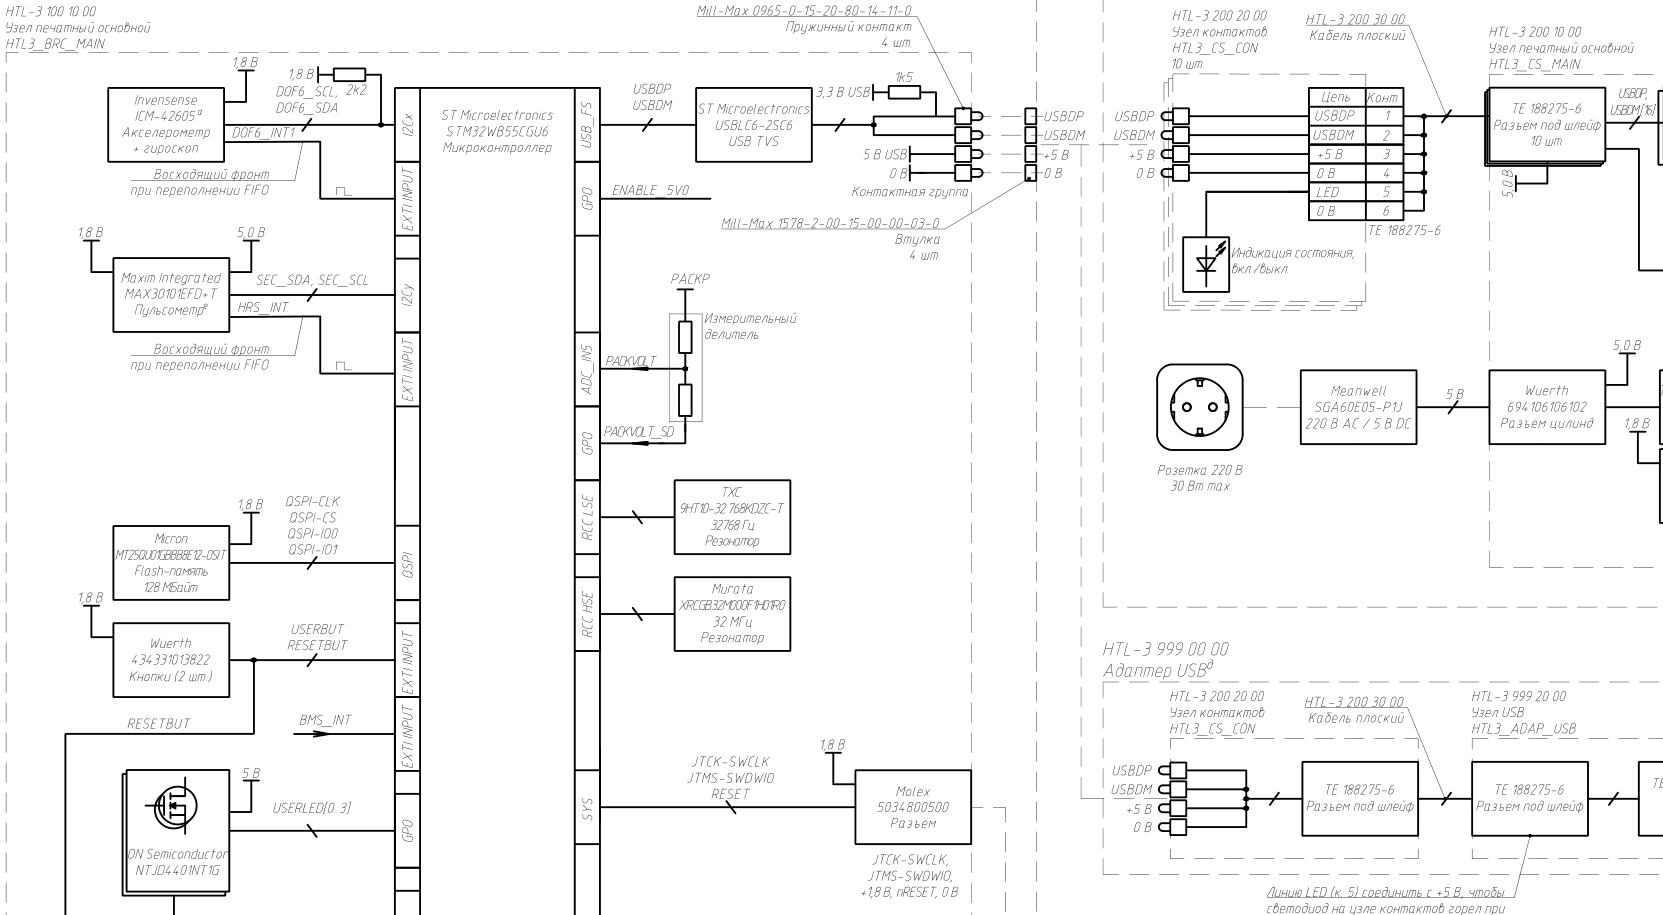 HTL-3 100 10 00
Узел печатный основной
HTL3_BRC_MAIN
Mill-Max 0965-0-15-20-80-14-11-0
Пружинный контакт
4 шт.
1,8 В
1,8 В
2k2
DOF6_SCL,
DOF6_SDA
Invensense
ICM-42605а
Акселерометр
+ гироскоп
DOF6_INT1
Восходящий фронт
при переполнении FIFO
I2Cx
EXTI INPUT
ST Microelectronics
STM32WB55CGU6
Микроконтроллер
USB_FS
GPO
USBDP
USBDM
ST Microelectronics
USBLC6-2SC6
USB TVS
3,3 В USB
1k5
5 В USB
0 В
Контактная группа
USBDP
USBDM
+5 В
0 В
ENABLE_5V0
Mill-Max 1578-2-00-15-00-00-03-0
Втулка
4 шт.
1,8 В
5,0 В
Maxim Integrated
MAX30101EFD+T
Пульсометре
SEC_SDA, SEC_SCL
HRS_INT
Восходящий фронт
при переполнении FIFO
I2Cy
EXTI INPUT
PACKP
Измерительный
делитель
PACKVOLT
ADC_IN5
PACKVOLT_SD
GPO
1,8 В
QSPI-CLK
QSPI-CS
QSPI-IO0
QSPI-IO1
Micron
MT25QU01GBBB8E12-0SIT
Flash-память
128 МБайт
QSPI
RCC LSE
TXC
9HT10-32.768KDZC-T
32768 Гц
Резонатор
RCC HSE
Murata
XRCGB32M000F1H01R0
32 МГц
Резонатор
1,8 В
Wuerth
434331013822
Кнопки (2 шт.)
USERBUT
RESETBUT
EXTI INPUT
RESETBUT
BMS_INT
EXTI INPUT
5 В
ON Semiconductor
NTJD4401NT1G
USERLED[0..3]
GPO
SYS
JTCK-SWCLK
JTMS-SWDWIO
RESET
1,8 В
Molex
5034800500
Разъем
JTCK-SWCLK,
JTMS-SWDWIO,
+1,8 В, nRESET, 0 В
HTL-3 200 20 00
Узел контактов
HTL3_CS_CON
10 шт.
HTL-3 200 30 00
Кабель плоский
HTL-3 200 10 00
Узел печатный основной
HTL3_CS_MAIN
USBDP
USBDM
+5 В
0 В
Цепь Конт
USBDP 1
USBDM 2
+5 В 3
0 В 4
LED 5
0 В 6
TE 188275-6
Индикация состояния,
вкл./выкл.
TE 188275-6
Разъем под шлейф
10 шт.
5,0 В
USBDP,
USBDM[16]
Розетка 220 В
30 Вт max
Meanwell
SGA60E05-P1J
220 В AC / 5 В DC
5 В
Wuerth
694106106102
Разъем цилинд.
5,0 В
1,8 В
HTL-3 999 00 00
Адаптер USBд
HTL-3 200 20 00
Узел контактов
HTL3_CS_CON
HTL-3 200 30 00
Кабель плоский
HTL-3 999 20 00
Узел USB
HTL3_ADAP_USB
USBDP
USBDM
+5 В
0 В
TE 188275-6
Разъем под шлейф
TE 188275-6
Разъем под шлейф
TE
Линию LED (к. 5) соединить с +5 В, чтобы
светодиод на узле контактов горел при